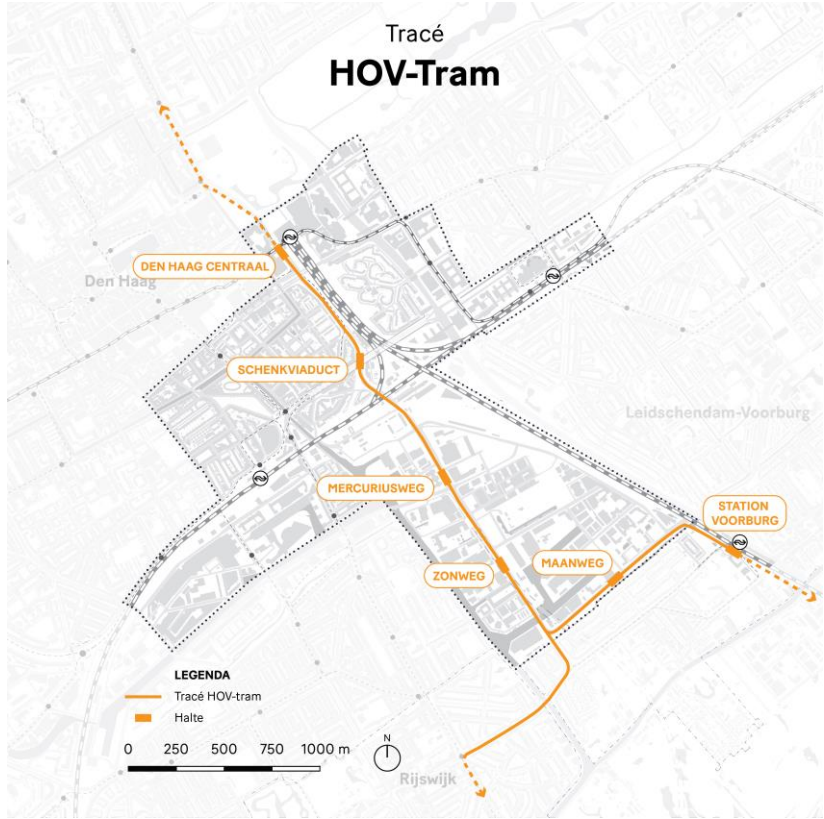 Tracé
HOV-Tram
DEN HAAG CENTRAAL
Den Haag
SCHENKVIADUCT
Leidschendam-Voorburg
MERCURIUSWEG
STATION
VOORBURG
MAANWEG
ZONWEG
LEGENDA
Tracé HOV-tram
Halte
0 250 500 750 1000 m
N
Rijswijk